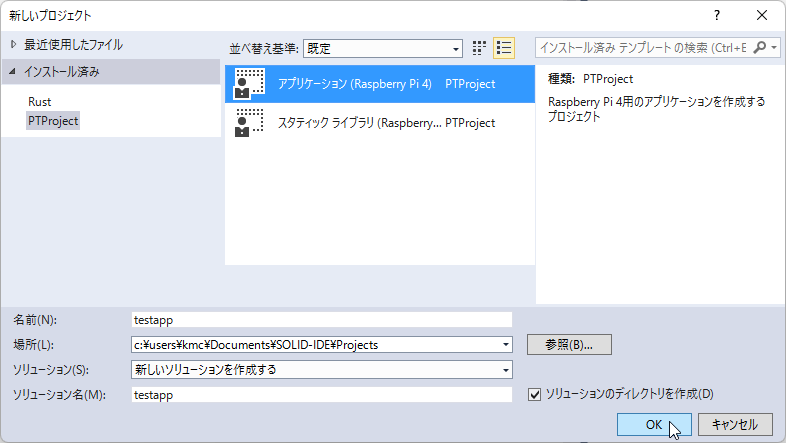 新しいプロジェクト
? ×
最近使用したファイル
インストール済み
Rust
PTProject
並べ替え基準: 既定
アプリケーション (Raspberry Pi 4) PTProject
スタティック ライブラリ (Raspberry... PTProject
インストール済み テンプレート の検索 (Ctrl+E
種類: PTProject
Raspberry Pi 4用のアプリケーションを作成する
プロジェクト
名前(N): testapp
場所(L): c:¥users¥kmc¥Documents¥SOLID-IDE¥Projects 参照(B)...
ソリューション(S): 新しいソリューションを作成する
ソリューション名(M): testapp ソリューションのディレクトリを作成(D)
OK キャンセル